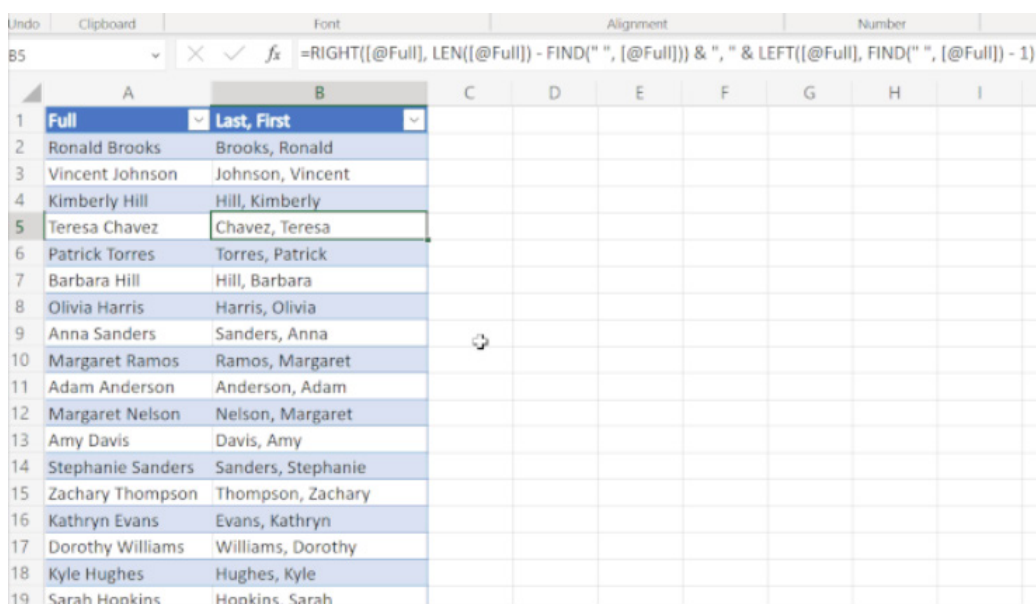 Undo Clipboard Font Alignment Number
B5 fx =RIGHT([@Full], LEN([@Full]) - FIND(" ", [@Full])) & ", " & LEFT([@Full], FIND(" ", [@Full]) - 1)
A B C D E F G H I
1 Full Last, First
2 Ronald Brooks Brooks, Ronald
3 Vincent Johnson Johnson, Vincent
4 Kimberly Hill Hill, Kimberly
5 Teresa Chavez Chavez, Teresa
6 Patrick Torres Torres, Patrick
7 Barbara Hill Hill, Barbara
8 Olivia Harris Harris, Olivia
9 Anna Sanders Sanders, Anna
10 Margaret Ramos Ramos, Margaret
11 Adam Anderson Anderson, Adam
12 Margaret Nelson Nelson, Margaret
13 Amy Davis Davis, Amy
14 Stephanie Sanders Sanders, Stephanie
15 Zachary Thompson Thompson, Zachary
16 Kathryn Evans Evans, Kathryn
17 Dorothy Williams Williams, Dorothy
18 Kyle Hughes Hughes, Kyle
19 Sarah Hopkins Hopkins, Sarah